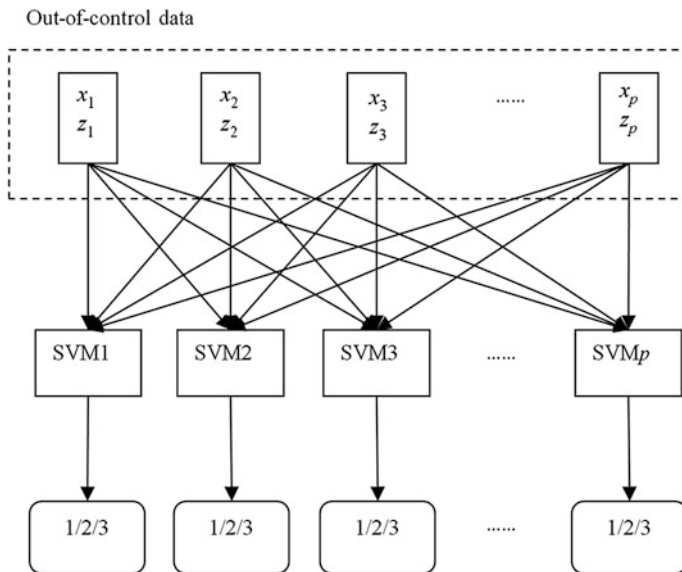 Out-of-control data
x₁ x₂ x₃ ...... xₚ
z₁ z₂ z₃ zₚ
SVM1 SVM2 SVM3 ...... SVMp
1/2/3 1/2/3 1/2/3 ...... 1/2/3